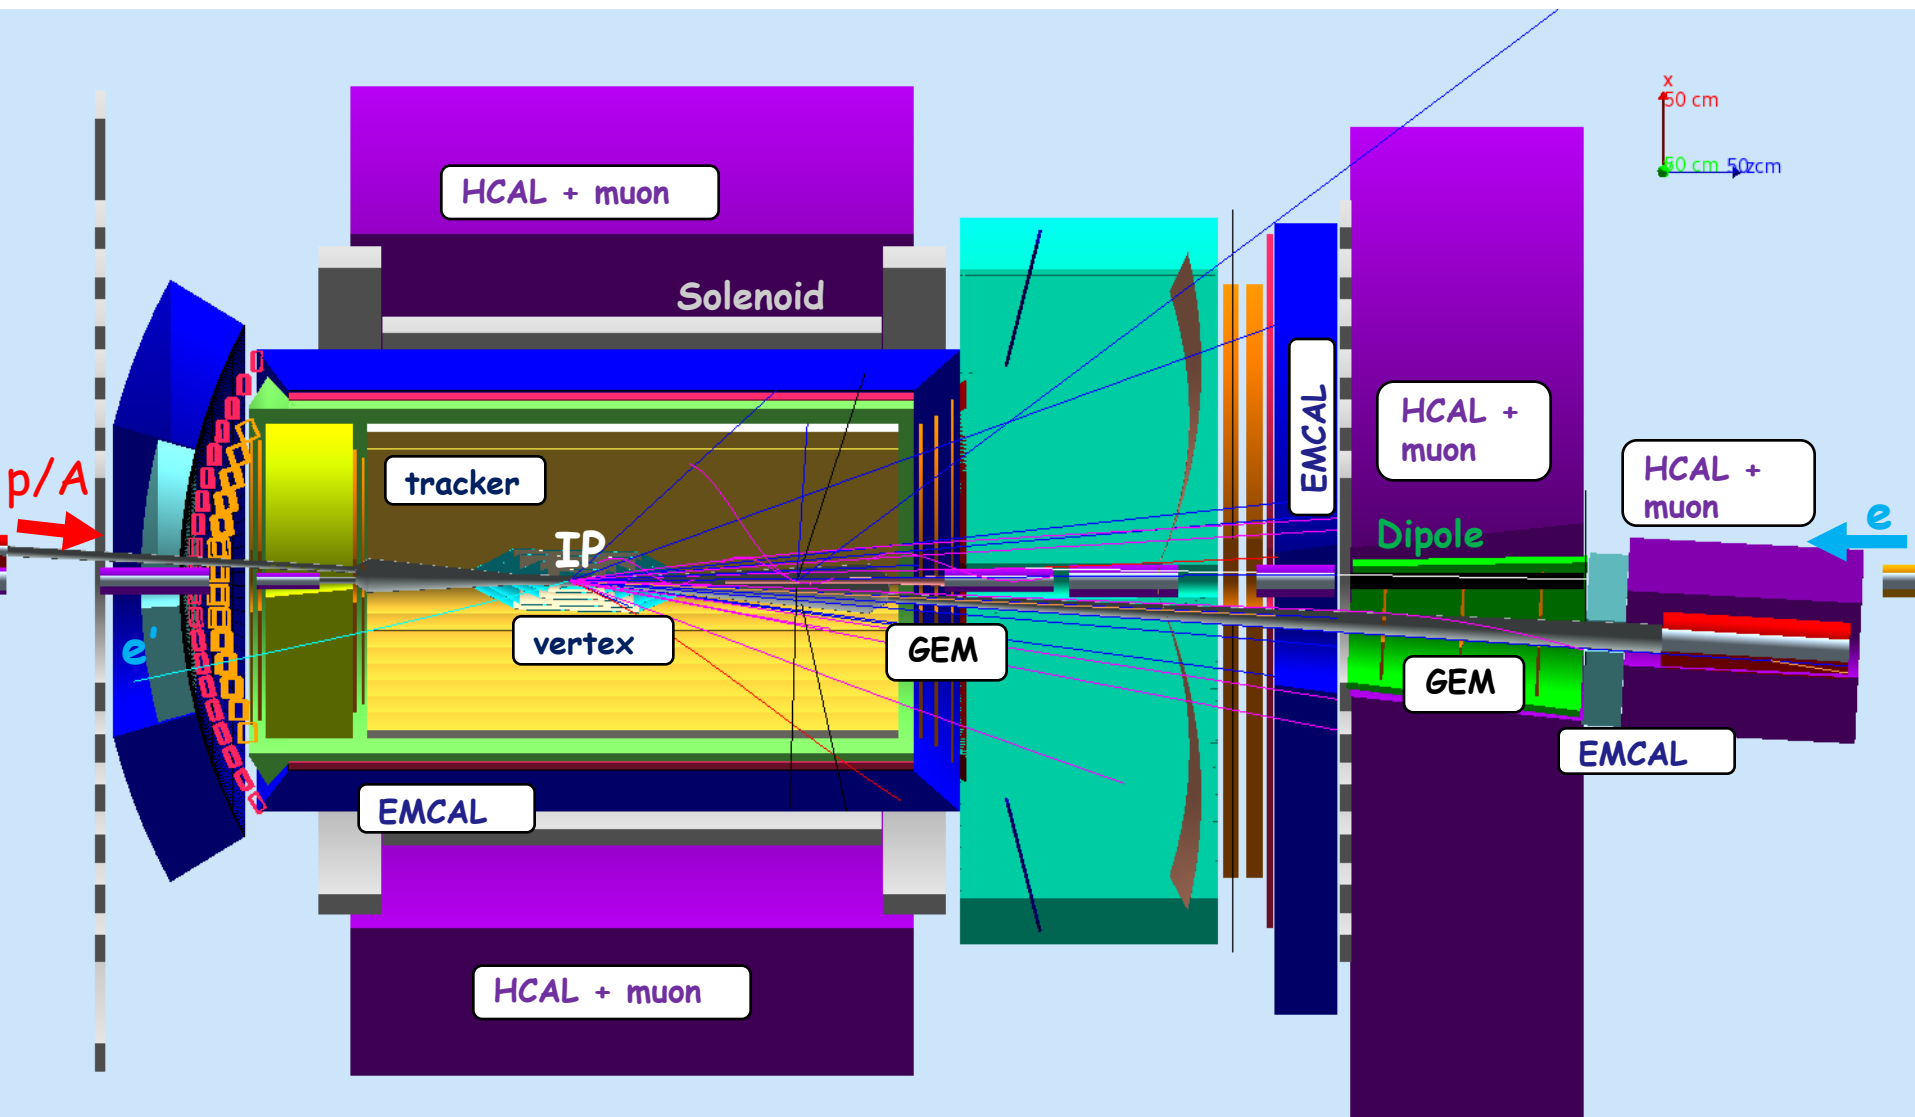 x
50 cm
50 cm 50 cm
z
HCAL + muon
Solenoid
EMCAL
HCAL +
muon
HCAL +
muon
p/A
tracker
e
Dipole
IP
e'
vertex
GEM
GEM
EMCAL
EMCAL
HCAL + muon